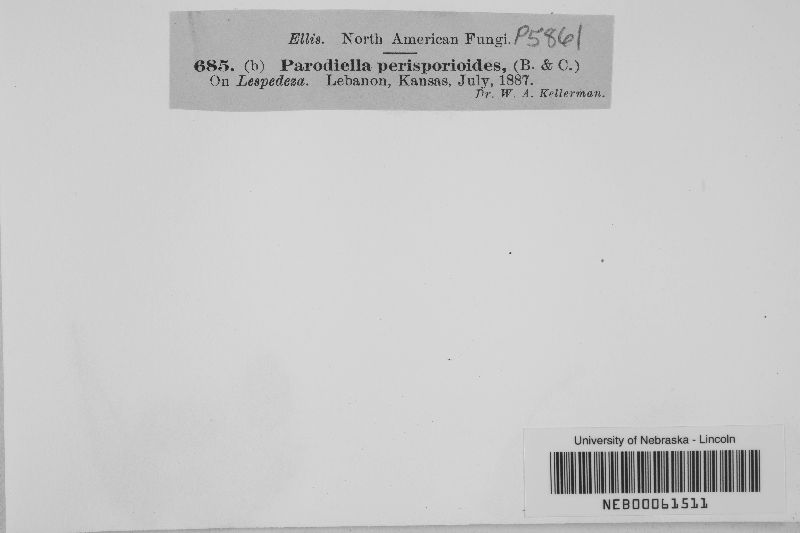 Ellis. North American Fungi. P5861
685. (b) Parodiella perisporioides, (B. & C.)
On Lespedeza. Lebanon, Kansas, July, 1887.
Dr. W. A. Kellerman.
University of Nebraska - Lincoln
NEB00061511